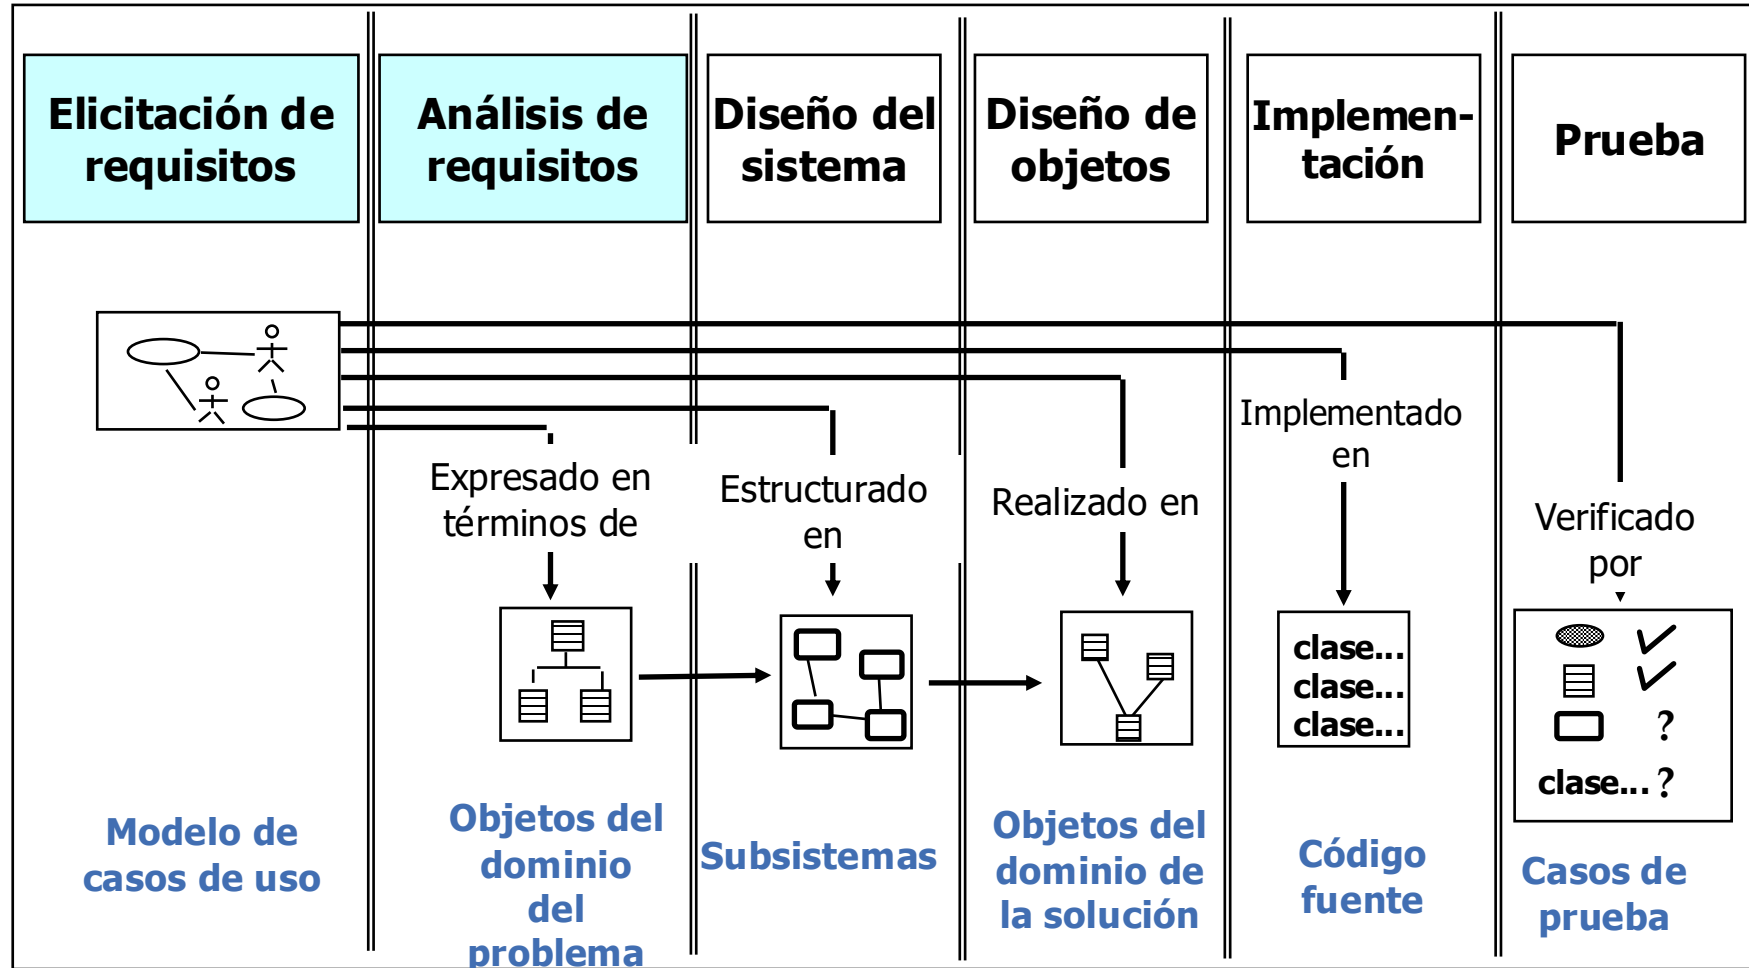 Elicitación de
requisitos
Análisis de
requisitos
Diseño del
sistema
Diseño de
objetos
Implemen-
tación
Prueba
Expresado en
términos de
Estructurado
en
Realizado en
Implementado
en
Verificado
por
clase...
clase...
clase...
?
clase... ?
Modelo de
casos de uso
Objetos del
dominio
del
problema
Subsistemas
Objetos del
dominio de
la solución
Código
fuente
Casos de
prueba